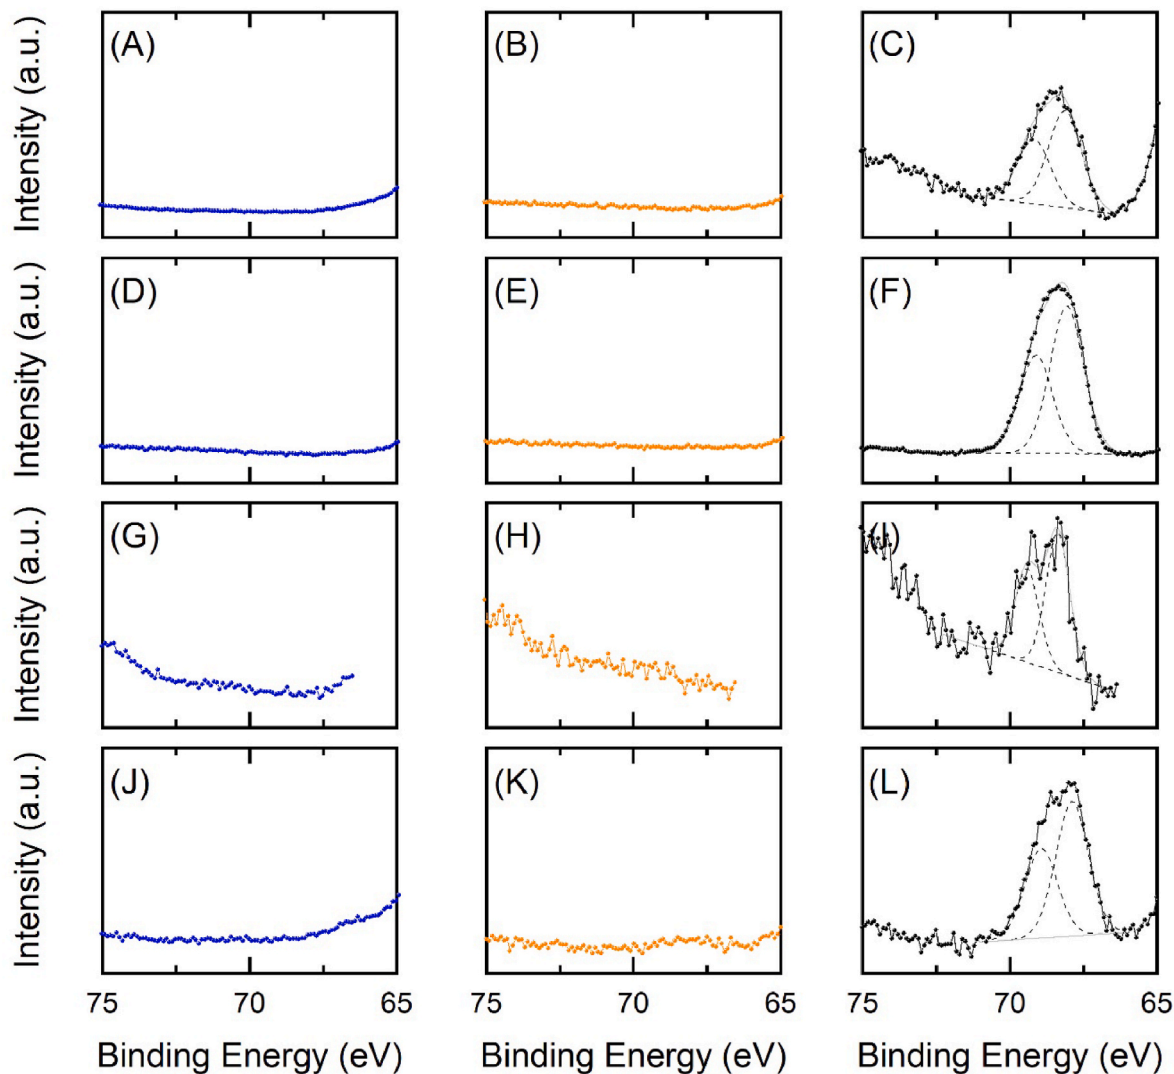 Intensity (a.u.)
(A)
(B)
(C)
Intensity (a.u.)
(D)
(E)
(F)
Intensity (a.u.)
(G)
(H)
(I)
Intensity (a.u.)
(J)
(K)
(L)
75 70 65
75 70 65
75 70 65
Binding Energy (eV)
Binding Energy (eV)
Binding Energy (eV)